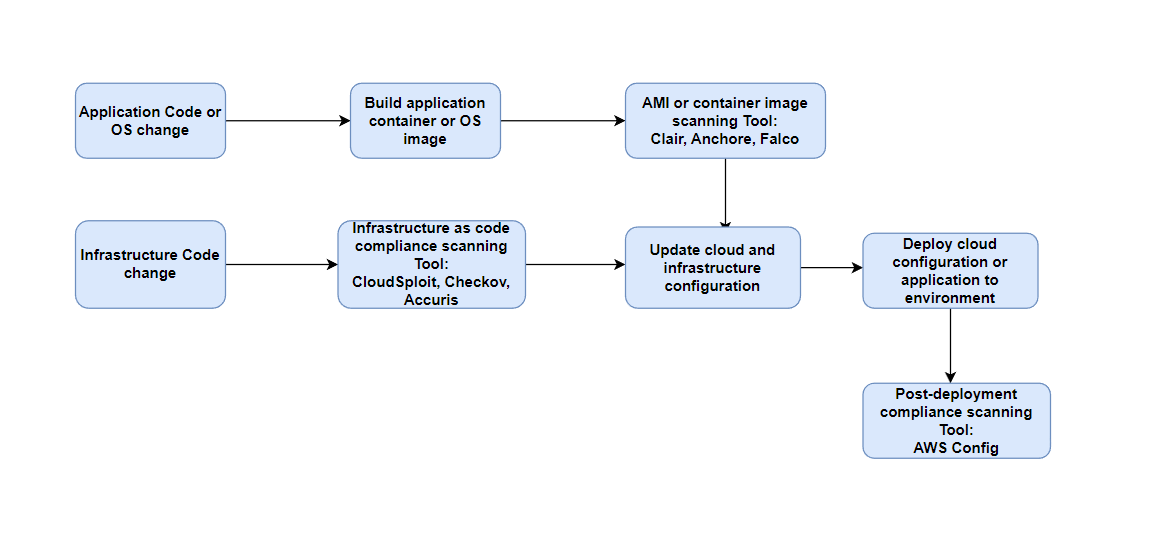 Application Code or
OS change
Build application
container or OS
image
AMI or container image
scanning Tool:
Clair, Anchore, Falco
Infrastructure Code
change
Infrastructure as code
compliance scanning
Tool:
CloudSploit, Checkov,
Accuris
Update cloud and
infrastructure
configuration
Deploy cloud
configuration or
application to
environment
Post-deployment
compliance scanning
Tool:
AWS Config